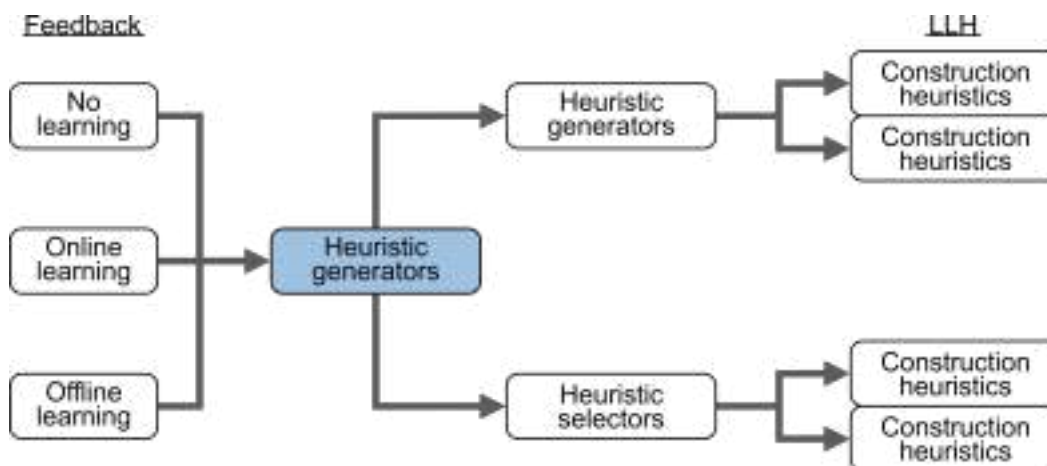 Feedback
LLH
No
learning
Online
learning
Offline
learning
Heuristic
generators
Heuristic
generators
Heuristic
selectors
Construction
heuristics
Construction
heuristics
Construction
heuristics
Construction
heuristics